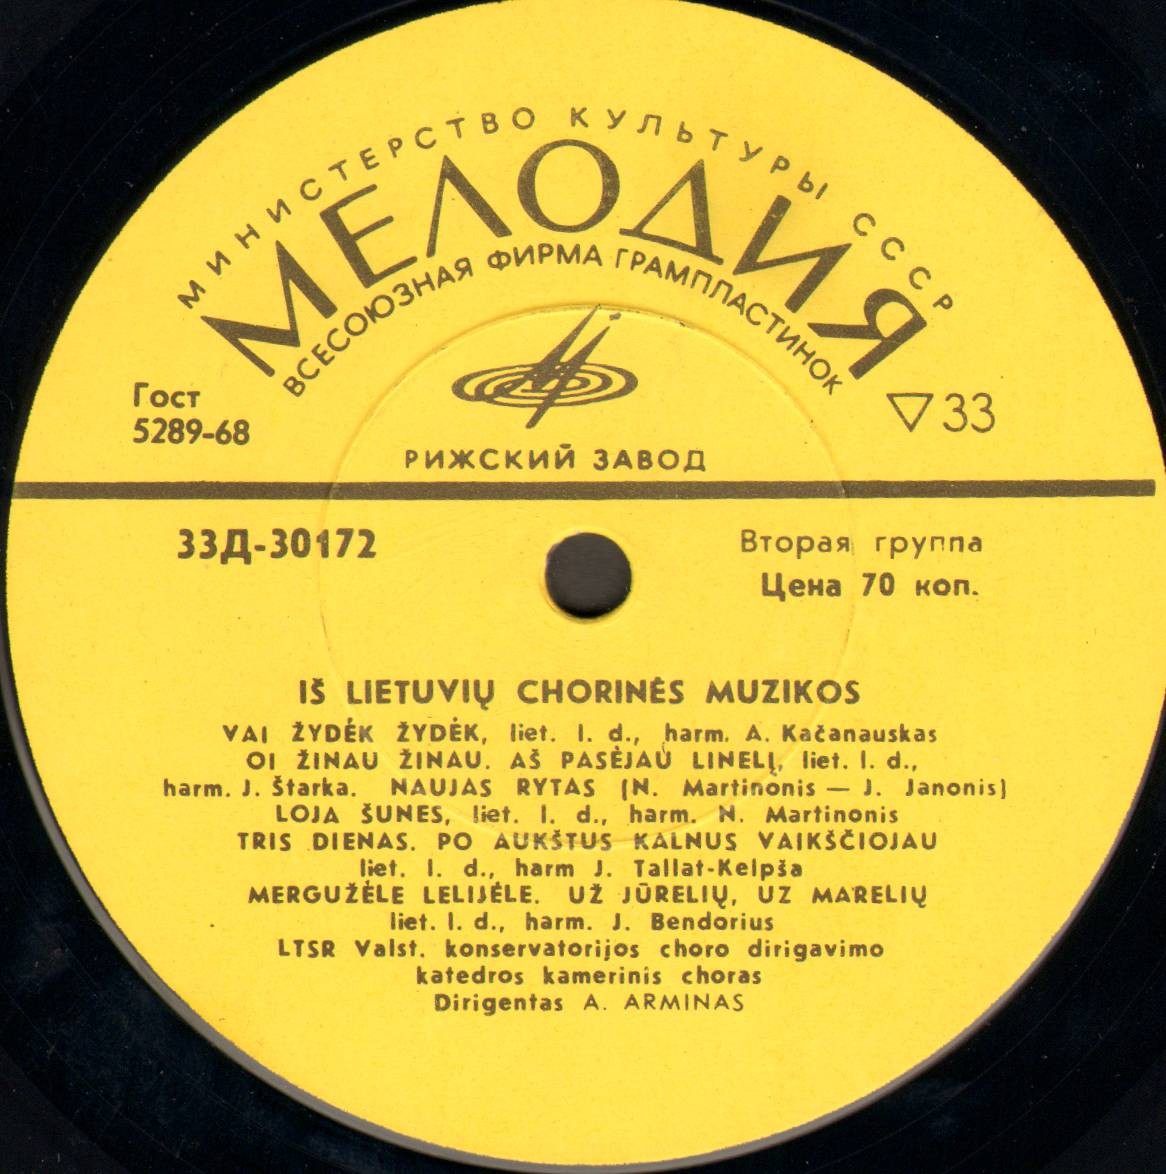 МИНИСТЕРСТВО КУЛЬТУРЫ СССР
МЕЛОДИЯ
ВСЕСОЮЗНАЯ ФИРМА ГРАМПЛАСТИНОК
Гост
5289-68
▽33
РИЖСКИЙ ЗАВОД
33Д-30172
Вторая группа
Цена 70 коп.
IŠ LIETUVIŲ CHORINĖS MUZIKOS
VAI ŽYDĖK ŽYDĖK, liet. l. d., harm. A. Kačanauskas
OI ŽINAU ŽINAU. AŠ PASĖJAU LINELĮ, liet. l. d.,
harm. J. Štarka. NAUJAS RYTAS (N. Martinonis — J. Janonis)
LOJA ŠUNES, liet. l. d., harm. N. Martinonis
TRIS DIENAS. PO AUKŠTUS KALNUS VAIKŠČIOJAU
liet. l. d., harm J. Tallat-Kelpša
MERGUŽĖLE LELIJĖLE. UŽ JŪRELIŲ, UZ MARELIŲ
liet. l. d., harm. J. Bendorius
LTSR Valst. konservatorijos choro dirigavimo
katedros kamerinis choras
Dirigentas A. ARMINAS